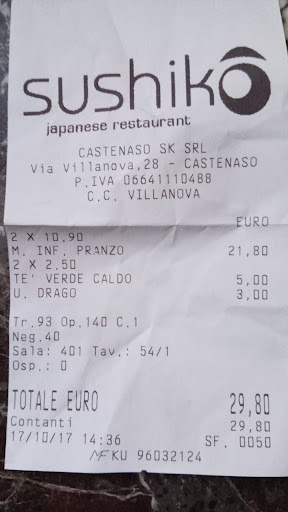 sushikô
japanese restaurant
CASTENASO SK SRL
Via Villanova,28 - CASTENASO
P.IVA 06641110488
C.C. VILLANOVA
EURO
2 X 10,90
M. INF. PRANZO 21,80
2 X 2,50
TE' VERDE CALDO 5,00
U. DRAGO 3,00
Tr.93 Op.140 C.1
Neg.40
Sala: 401 Tav.: 54/1
Osp.: 0
TOTALE EURO 29,80
Contanti 29,80
17/10/17 14:36 SF. 0050
MF KU 96032124